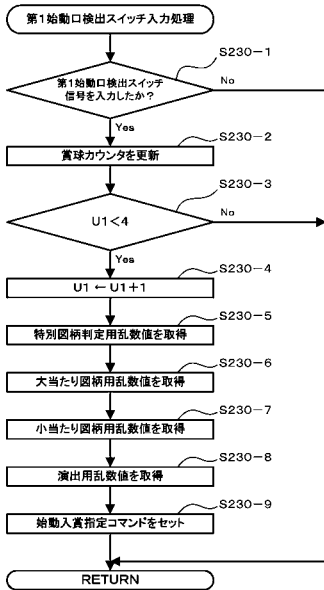 第1始動口検出スイッチ入力処理
S230-1
第1始動口検出スイッチ
信号を入力したか?
No
Yes
S230-2
賞球カウンタを更新
S230-3
U1<4
No
Yes
S230-4
U1 ← U1+1
S230-5
特別図柄判定用乱数値を取得
S230-6
大当たり図柄用乱数値を取得
S230-7
小当たり図柄用乱数値を取得
S230-8
演出用乱数値を取得
S230-9
始動入賞指定コマンドをセット
RETURN